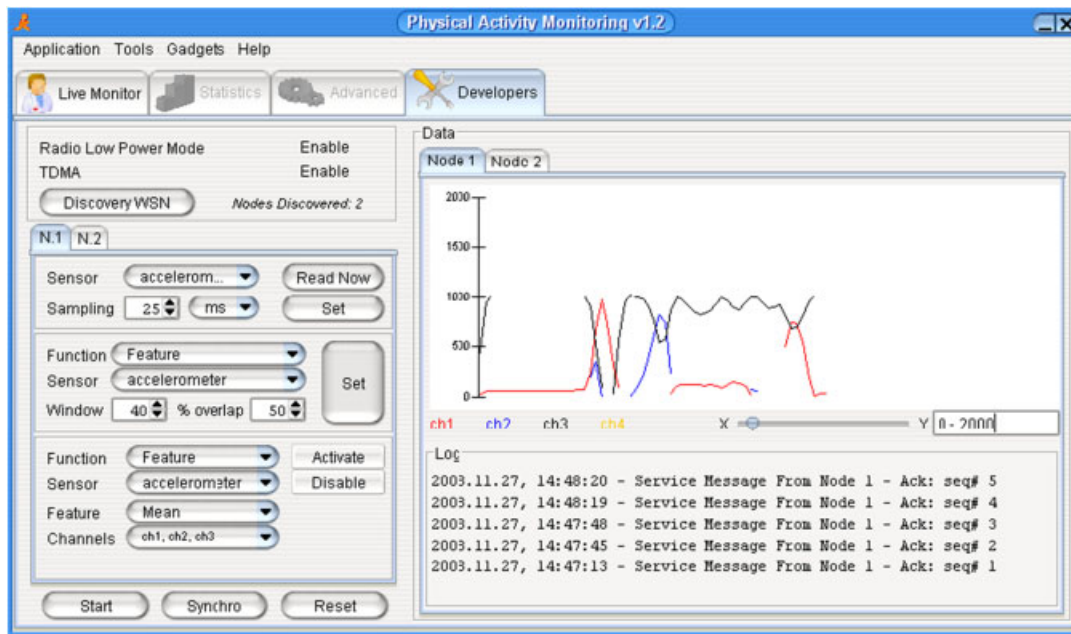 Physical Activity Monitoring v1.2
Application Tools Gadgets Help
Live Monitor Statistics Advanced Developers
Radio Low Power Mode Enable
TDMA Enable
Discovery WSN Nodes Discovered: 2
N.1 N.2
Sensor accelerom... Read Now
Sampling 25 ms Set
Function Feature
Sensor accelerometer
Window 40 % overlap 50
Set
Function Feature Activate
Sensor accelerometer Disable
Feature Mean
Channels ch1, ch2, ch3
Start Synchro Reset
Data
Node 1 Node 2
2000
1500
1000
500
0
ch1 ch2 ch3 ch4 X Y 0 - 2000
Log
2008.11.27, 14:48:20 - Service Message From Node 1 - Ack: seq# 5
2008.11.27, 14:48:19 - Service Message From Node 1 - Ack: seq# 4
2008.11.27, 14:47:48 - Service Message From Node 1 - Ack: seq# 3
2008.11.27, 14:47:45 - Service Message From Node 1 - Ack: seq# 2
2008.11.27, 14:47:13 - Service Message From Node 1 - Ack: seq# 1